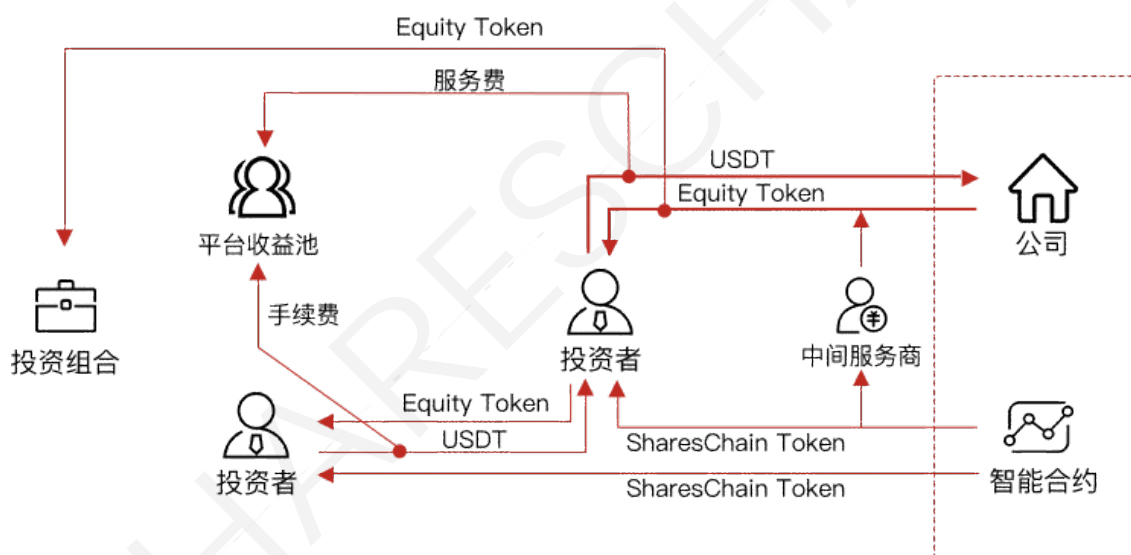 Equity Token
服务费
USDT
Equity Token
平台收益池
公司
手续费
投资组合
投资者
中间服务商
Equity Token
USDT
SharesChain Token
投资者
智能合约
SharesChain Token
HARESCHA